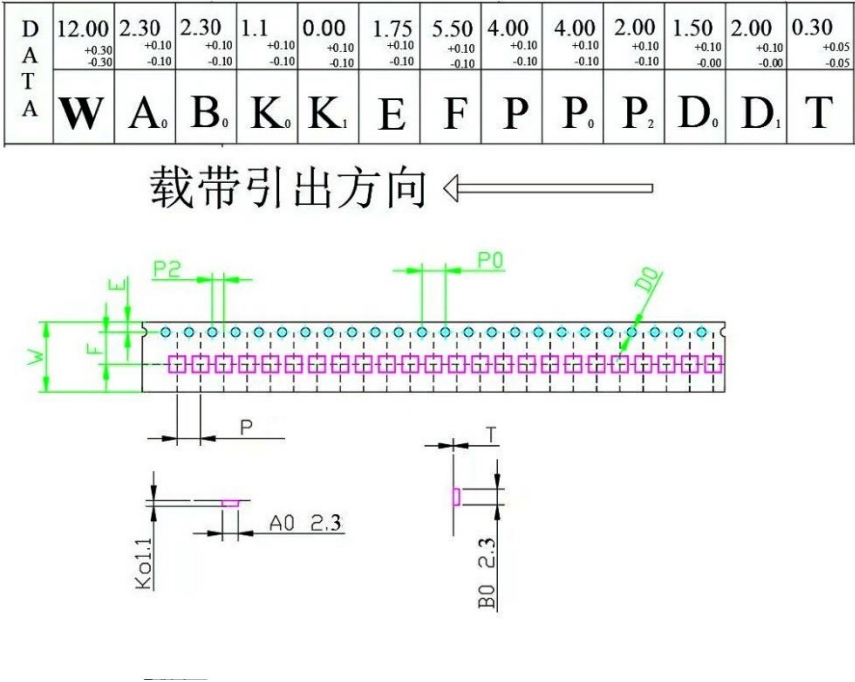 DATA
12.00 2.30 2.30 1.1 0.00 1.75 5.50 4.00 4.00 2.00 1.50 2.00 0.30
+0.30 +0.10 +0.10 +0.10 +0.10 +0.10 +0.10 +0.10 +0.10 +0.10 +0.10 +0.10 +0.05
-0.30 -0.10 -0.10 -0.10 -0.10 -0.10 -0.10 -0.10 -0.10 -0.10 -0.00 -0.00 -0.05
W A0 B0 K0 K1 E F P P0 P2 D0 D1 T
载带引出方向
P2
P0
D0
E
F
W
P
T
A0 2.3
Ko1.1
B0 2.3